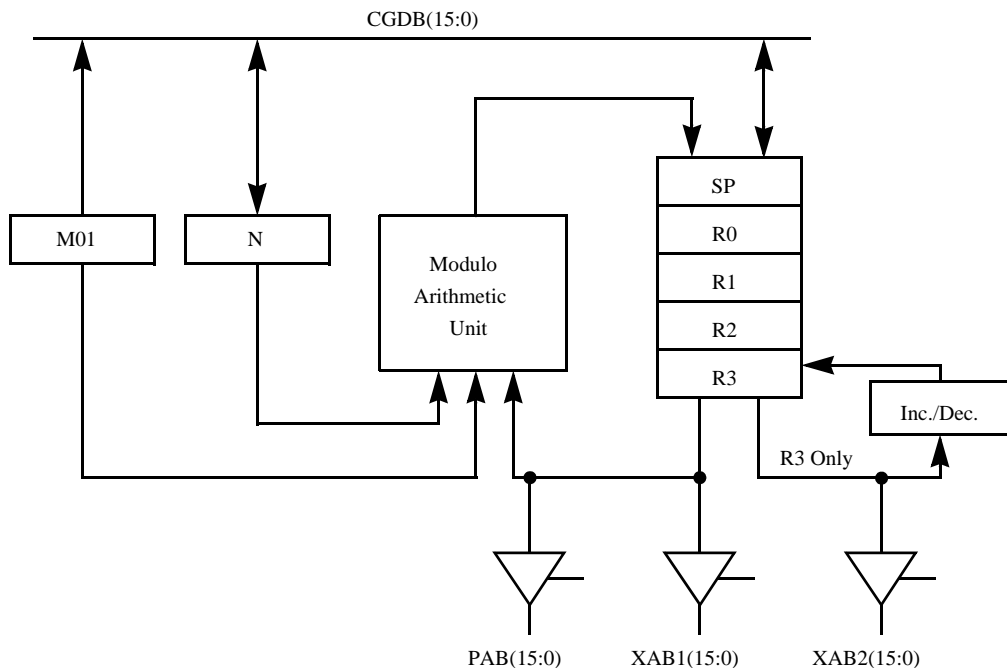 CGDB(15:0)
SP
M01
N
R0
Modulo
Arithmetic
Unit
R1
R2
R3
Inc./Dec.
R3 Only
PAB(15:0)
XAB1(15:0)
XAB2(15:0)